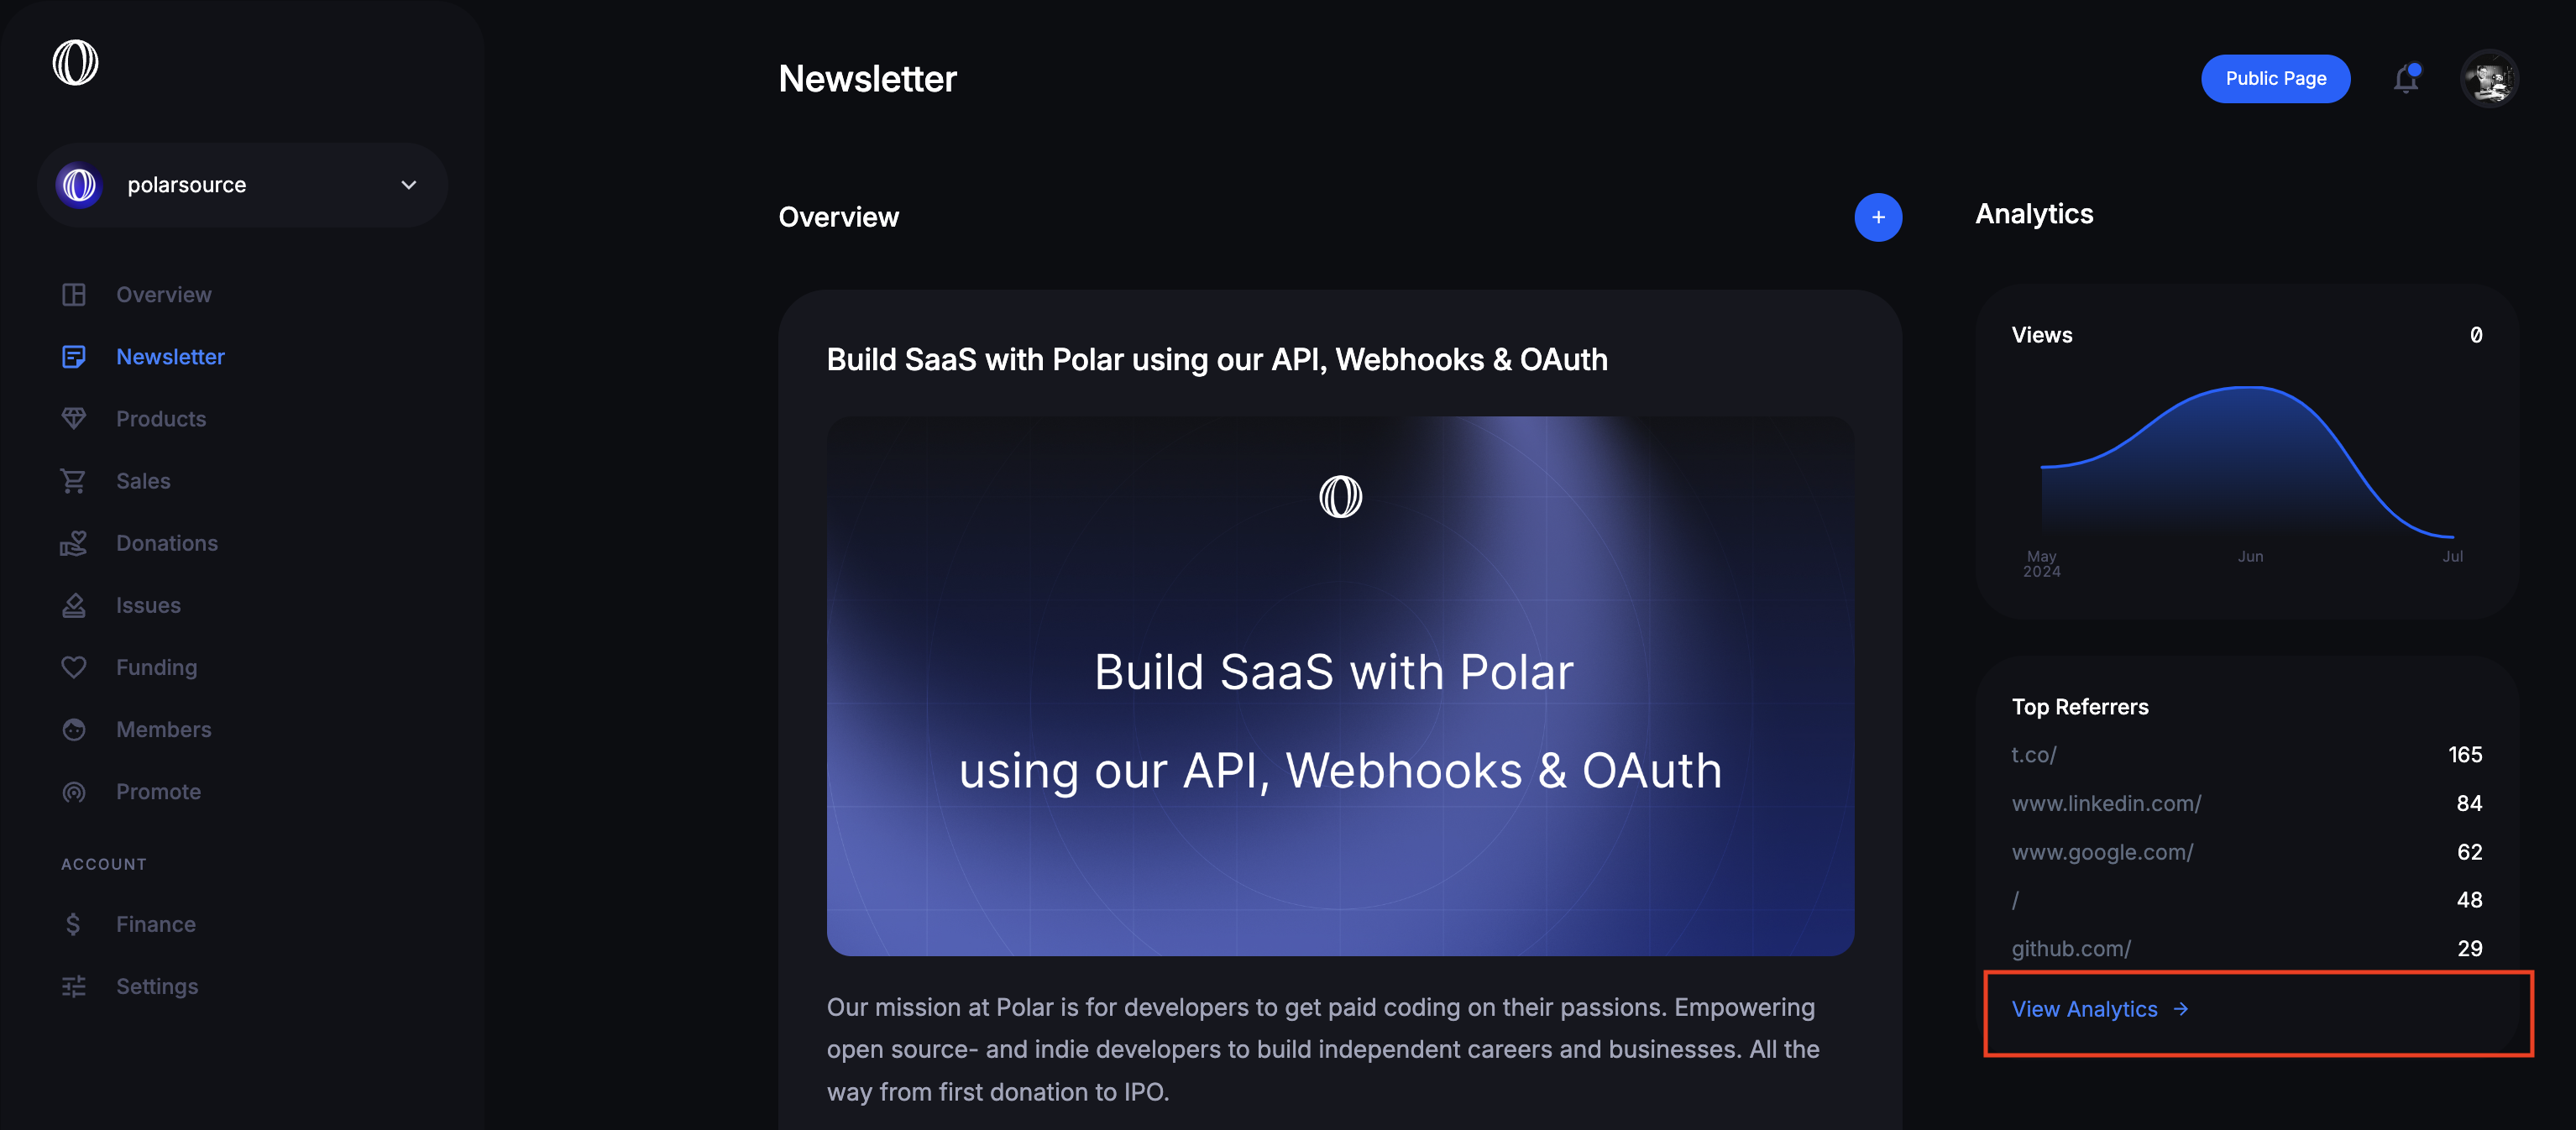 polarsource
Overview
Newsletter
Products
Sales
Donations
Issues
Funding
Members
Promote
ACCOUNT
Finance
Settings
Newsletter
Public Page
Overview
+
Build SaaS with Polar using our API, Webhooks & OAuth
Build SaaS with Polar
using our API, Webhooks & OAuth
Our mission at Polar is for developers to get paid coding on their passions. Empowering
open source- and indie developers to build independent careers and businesses. All the
way from first donation to IPO.
Analytics
Views 0
May Jun Jul
2024
Top Referrers
t.co/ 165
www.linkedin.com/ 84
www.google.com/ 62
/ 48
github.com/ 29
View Analytics →